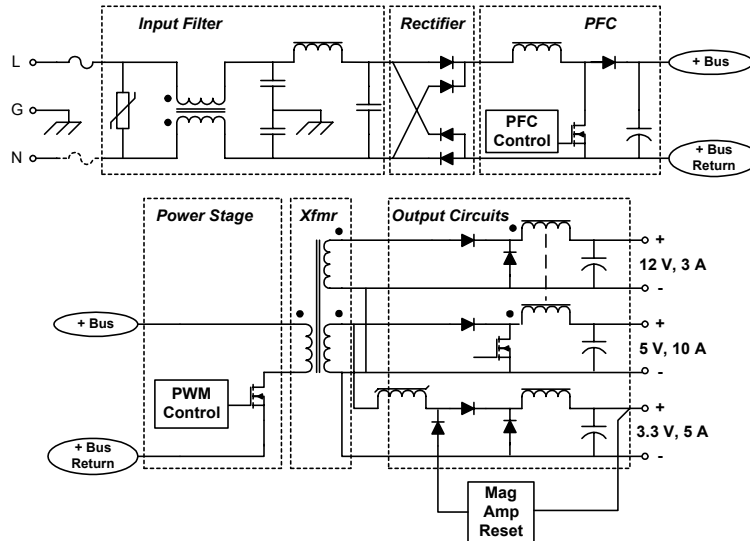 Input Filter
Rectifier
PFC
L
G
N
PFC
Control
+ Bus
+ Bus
Return
Power Stage
Xfmr
Output Circuits
+
12 V, 3 A
-
+ Bus
+
5 V, 10 A
-
PWM
Control
+
3.3 V, 5 A
-
+ Bus
Return
Mag
Amp
Reset